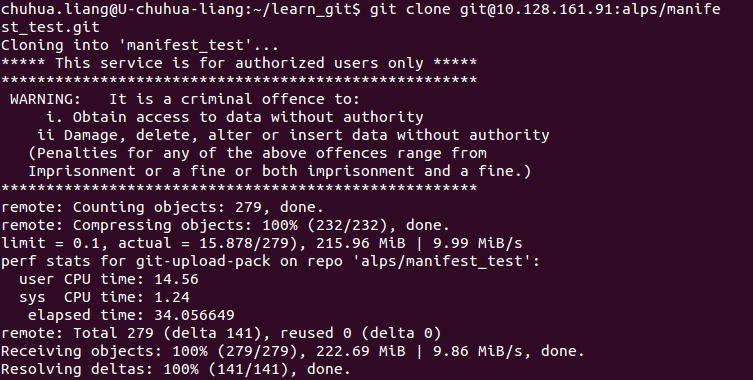 chuhua.liang@U-chuhua-liang:~/learn_git$ git clone git@10.128.161.91:alps/manife
st_test.git
Cloning into 'manifest_test'...
***** This service is for authorized users only *****
*****************************************************
 WARNING:   It is a criminal offence to:
     i. Obtain access to data without authority
    ii Damage, delete, alter or insert data without authority
   (Penalties for any of the above offences range from
   Imprisonment or a fine or both imprisonment and a fine.)
*****************************************************
remote: Counting objects: 279, done.
remote: Compressing objects: 100% (232/232), done.
limit = 0.1, actual = 15.878/279), 215.96 MiB | 9.99 MiB/s
perf stats for git-upload-pack on repo 'alps/manifest_test':
  user CPU time: 14.56
  sys  CPU time: 1.24
   elapsed time: 34.056649
remote: Total 279 (delta 141), reused 0 (delta 0)
Receiving objects: 100% (279/279), 222.69 MiB | 9.86 MiB/s, done.
Resolving deltas: 100% (141/141), done.